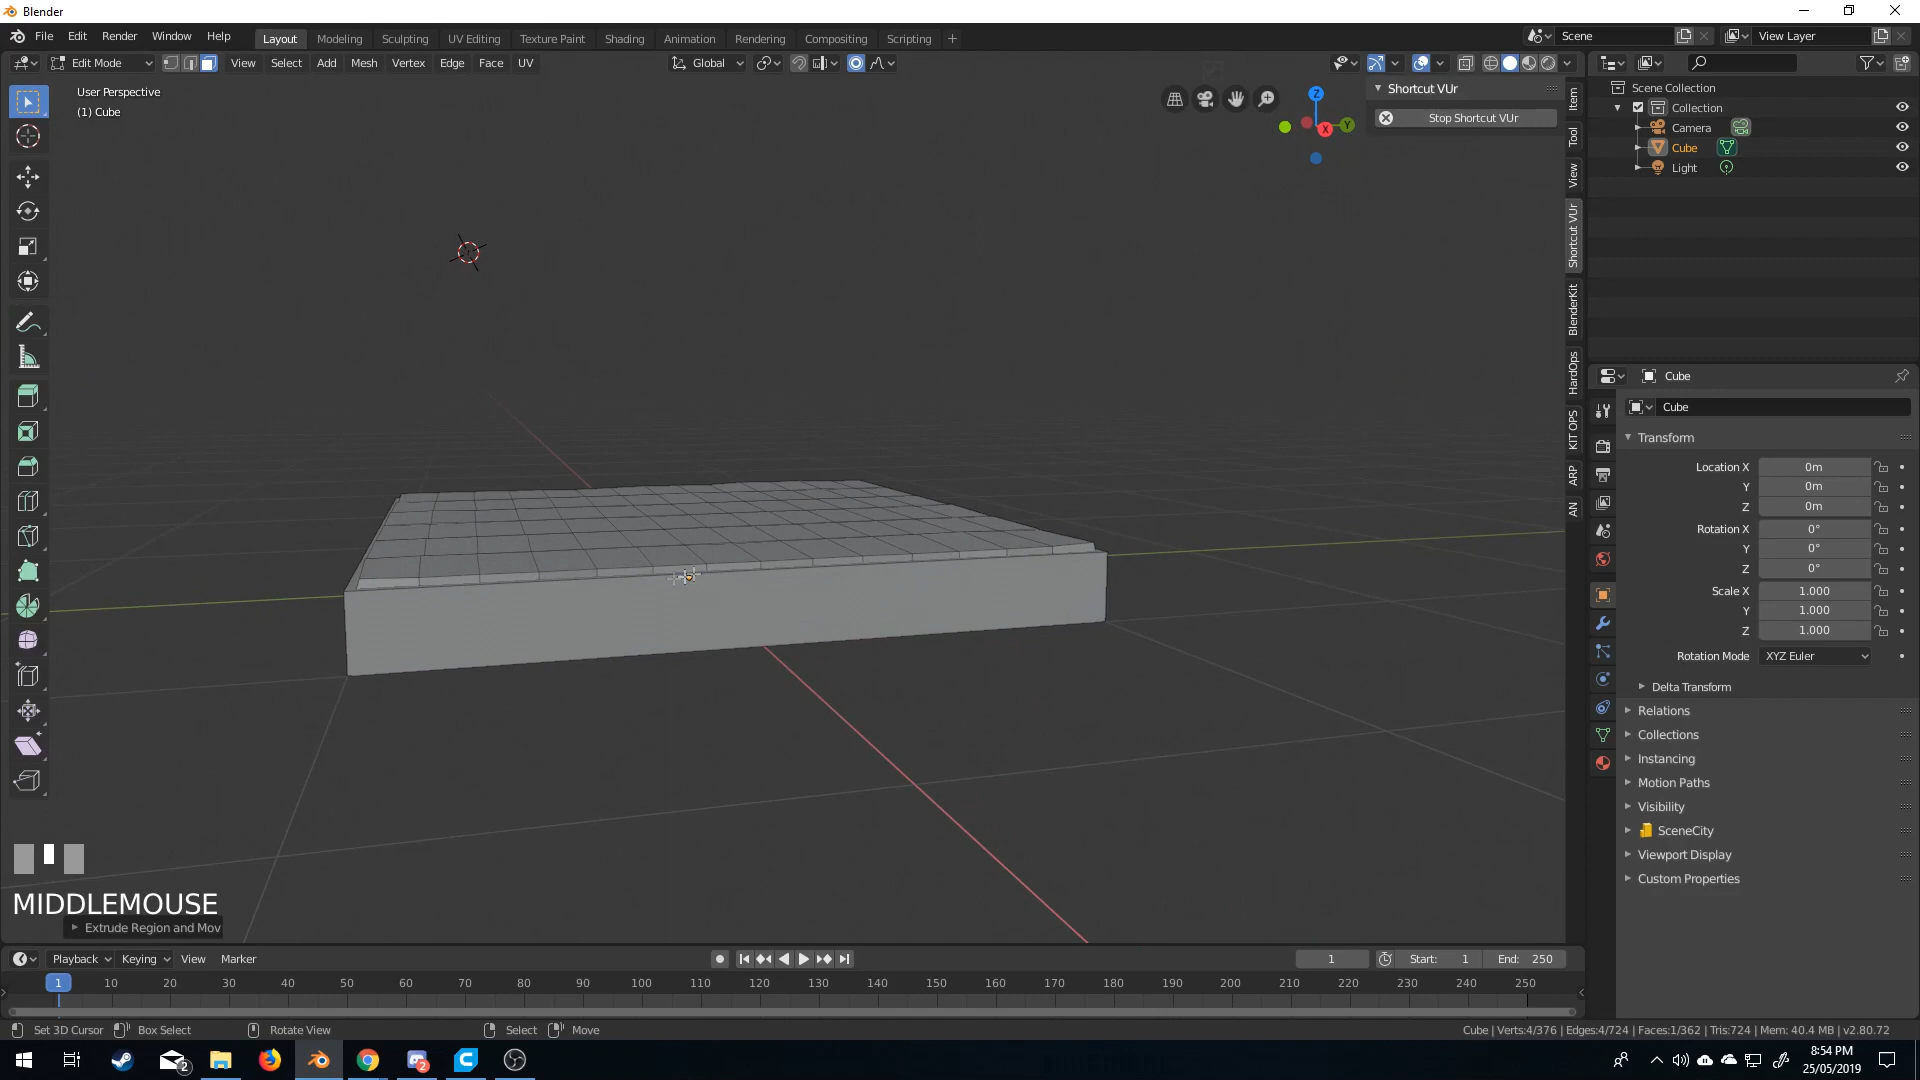 Blender
File Edit Render Window Help
Layout Modeling Sculpting UV Editing Texture Paint Shading Animation Rendering Compositing Scripting
Scene
View Layer
Edit Mode
View Select Add Mesh Vertex Edge Face UV
Global
User Perspective
(1) Cube
Z
Y
X
Shortcut VUr
Stop Shortcut VUr
Item
Tool
View
Shortcut VUr
BlenderKit
HardOps
KIT OPS
ARP
AN
Scene Collection
Collection
Camera
Cube
Light
Cube
Cube
Transform
Location X 0m
Y 0m
Z 0m
Rotation X 0°
Y 0°
Z 0°
Scale X 1.000
Y 1.000
Z 1.000
Rotation Mode XYZ Euler
Delta Transform
Relations
Collections
Instancing
Motion Paths
Visibility
SceneCity
Viewport Display
Custom Properties
MIDDLEMOUSE
Extrude Region and Mov
Playback Keying View Marker
1 Start: 1 End: 250
1 10 20 30 40 50 60 70 80 90 100 110 120 130 140 150 160 170 180 190 200 210 220 230 240 250
Set 3D Cursor Box Select Rotate View Select Move
Cube | Verts:4/376 | Edges:4/724 | Faces:1/362 | Tris:724 | Mem: 40.4 MB | v2.80.72
2
2
8:54 PM
25/05/2019